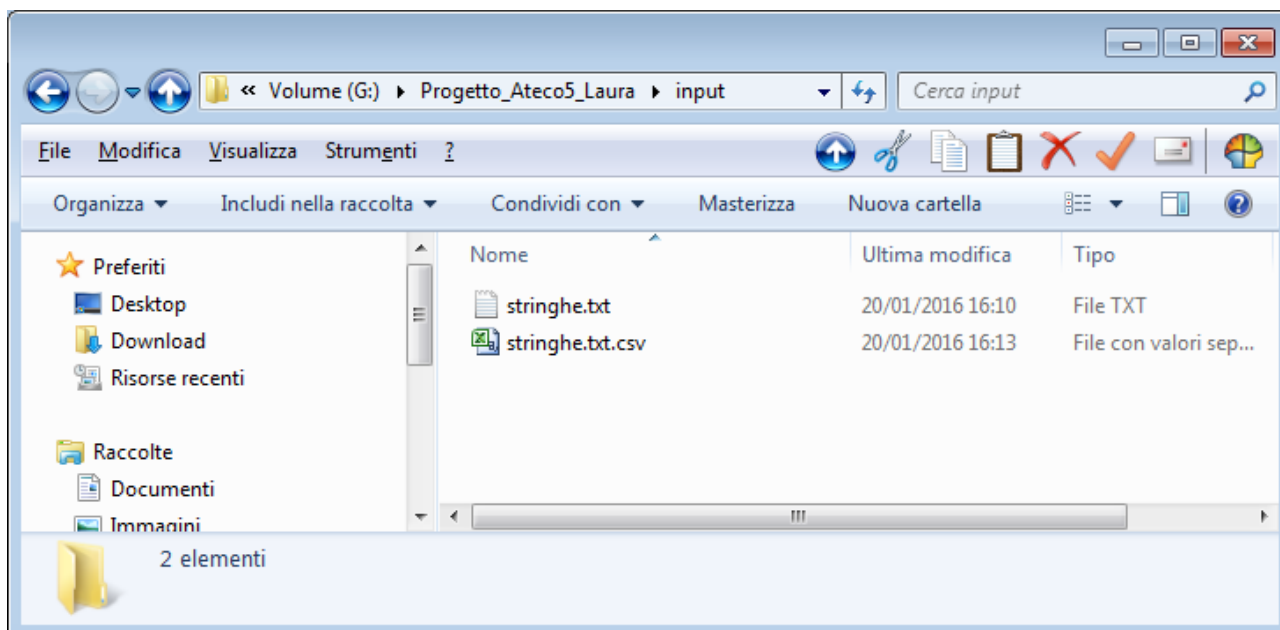 « Volume (G:) Progetto_Ateco5_Laura input Cerca input
File Modifica Visualizza Strumenti ?
Organizza Includi nella raccolta Condividi con Masterizza Nuova cartella
Preferiti
Desktop
Download
Risorse recenti
Raccolte
Documenti
Immagini
Nome Ultima modifica Tipo
stringhe.txt 20/01/2016 16:10 File TXT
stringhe.txt.csv 20/01/2016 16:13 File con valori sep...
2 elementi